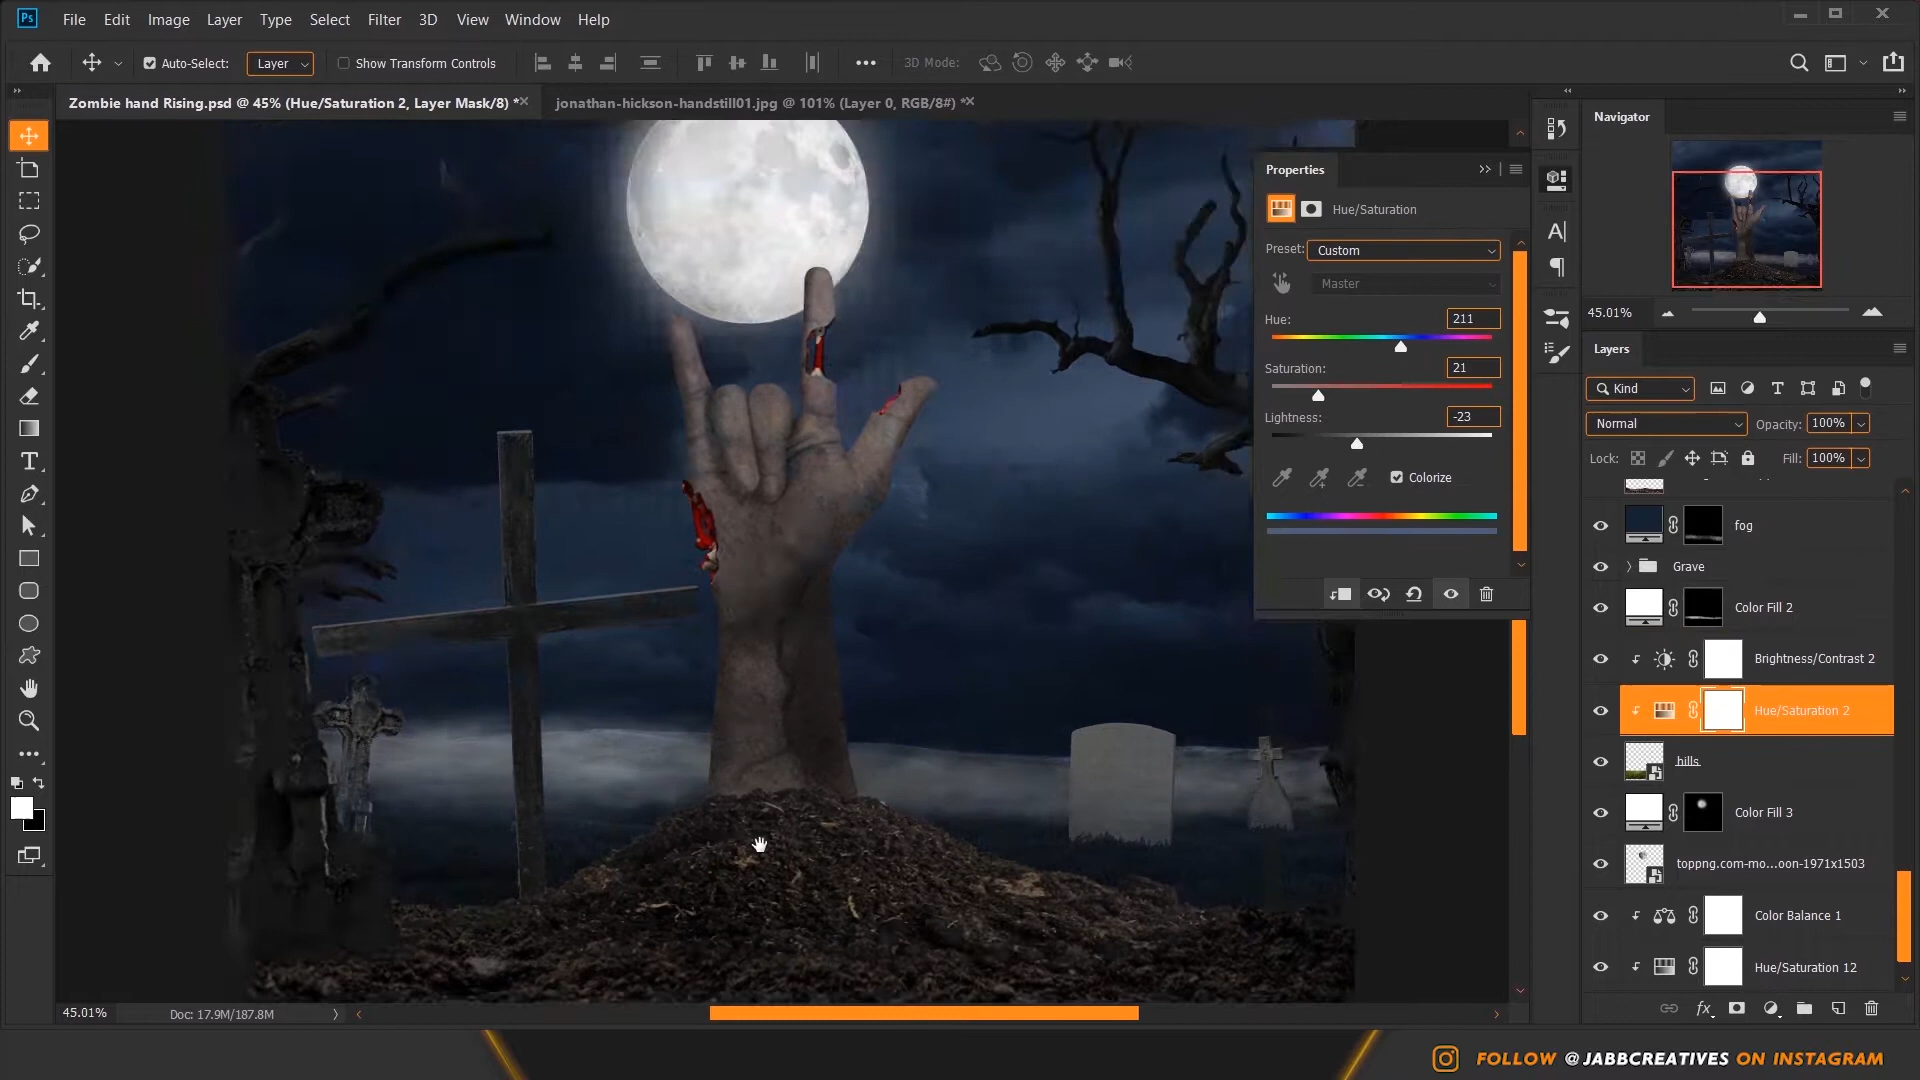 Ps
File Edit Image Layer Type Select Filter 3D View Window Help
Auto-Select: Layer Show Transform Controls 3D Mode:
Zombie hand Rising.psd @ 45% (Hue/Saturation 2, Layer Mask/8) *
jonathan-hickson-handstill01.jpg @ 101% (Layer 0, RGB/8#) *
Properties
Hue/Saturation
Preset: Custom
Master
Hue: 211
Saturation: 21
Lightness: -23
Colorize
Navigator
45.01%
Layers
Kind
Normal Opacity: 100%
Lock: Fill: 100%
fog
Grave
Color Fill 2
Brightness/Contrast 2
Hue/Saturation 2
hills
Color Fill 3
toppng.com-mo...oon-1971x1503
Color Balance 1
Hue/Saturation 12
45.01% Doc: 17.9M/187.8M
FOLLOW @JABBCREATIVES ON INSTAGRAM